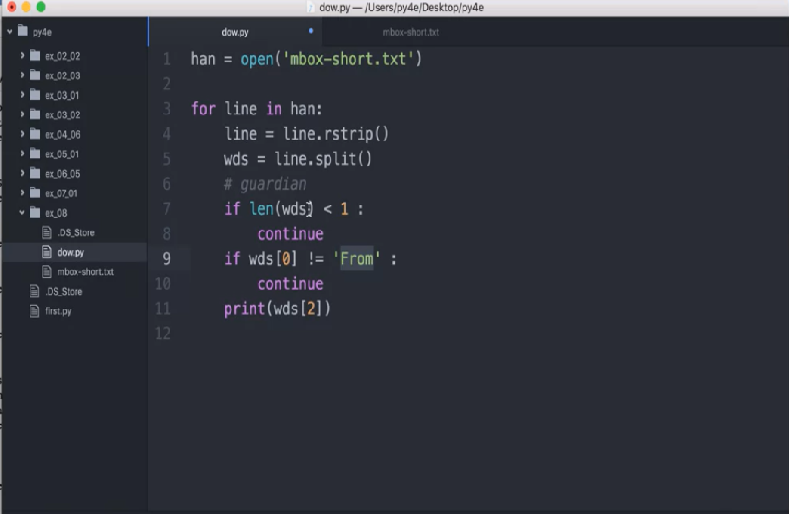 dow.py — /Users/py4e/Desktop/py4e
py4e
ex_02_02
ex_02_03
ex_03_01
ex_03_02
ex_04_06
ex_05_01
ex_06_05
ex_07_01
ex_08
.DS_Store
dow.py
mbox-short.txt
.DS_Store
first.py
dow.py mbox-short.txt
1 han = open('mbox-short.txt')
2
3 for line in han:
4 line = line.rstrip()
5 wds = line.split()
6 # guardian
7 if len(wds) < 1 :
8 continue
9 if wds[0] != 'From' :
10 continue
11 print(wds[2])
12